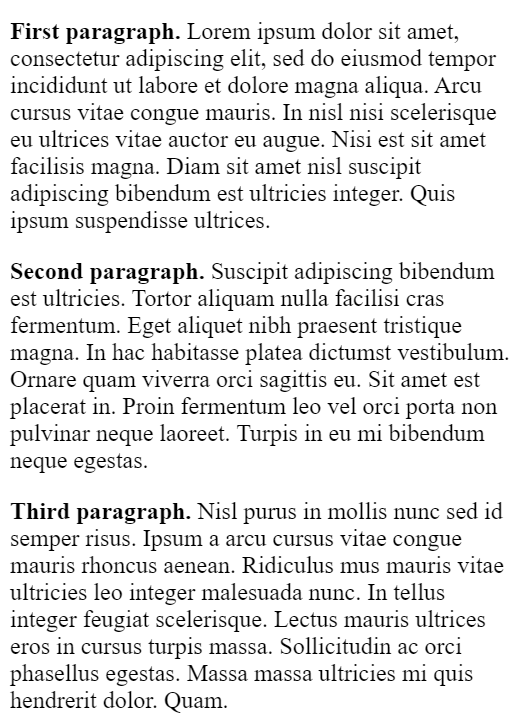 First paragraph. Lorem ipsum dolor sit amet,
consectetur adipiscing elit, sed do eiusmod tempor
incididunt ut labore et dolore magna aliqua. Arcu
cursus vitae congue mauris. In nisl nisi scelerisque
eu ultrices vitae auctor eu augue. Nisi est sit amet
facilisis magna. Diam sit amet nisl suscipit
adipiscing bibendum est ultricies integer. Quis
ipsum suspendisse ultrices.
Second paragraph. Suscipit adipiscing bibendum
est ultricies. Tortor aliquam nulla facilisi cras
fermentum. Eget aliquet nibh praesent tristique
magna. In hac habitasse platea dictumst vestibulum.
Ornare quam viverra orci sagittis eu. Sit amet est
placerat in. Proin fermentum leo vel orci porta non
pulvinar neque laoreet. Turpis in eu mi bibendum
neque egestas.
Third paragraph. Nisl purus in mollis nunc sed id
semper risus. Ipsum a arcu cursus vitae congue
mauris rhoncus aenean. Ridiculus mus mauris vitae
ultricies leo integer malesuada nunc. In tellus
integer feugiat scelerisque. Lectus mauris ultrices
eros in cursus turpis massa. Sollicitudin ac orci
phasellus egestas. Massa massa ultricies mi quis
hendrerit dolor. Quam.